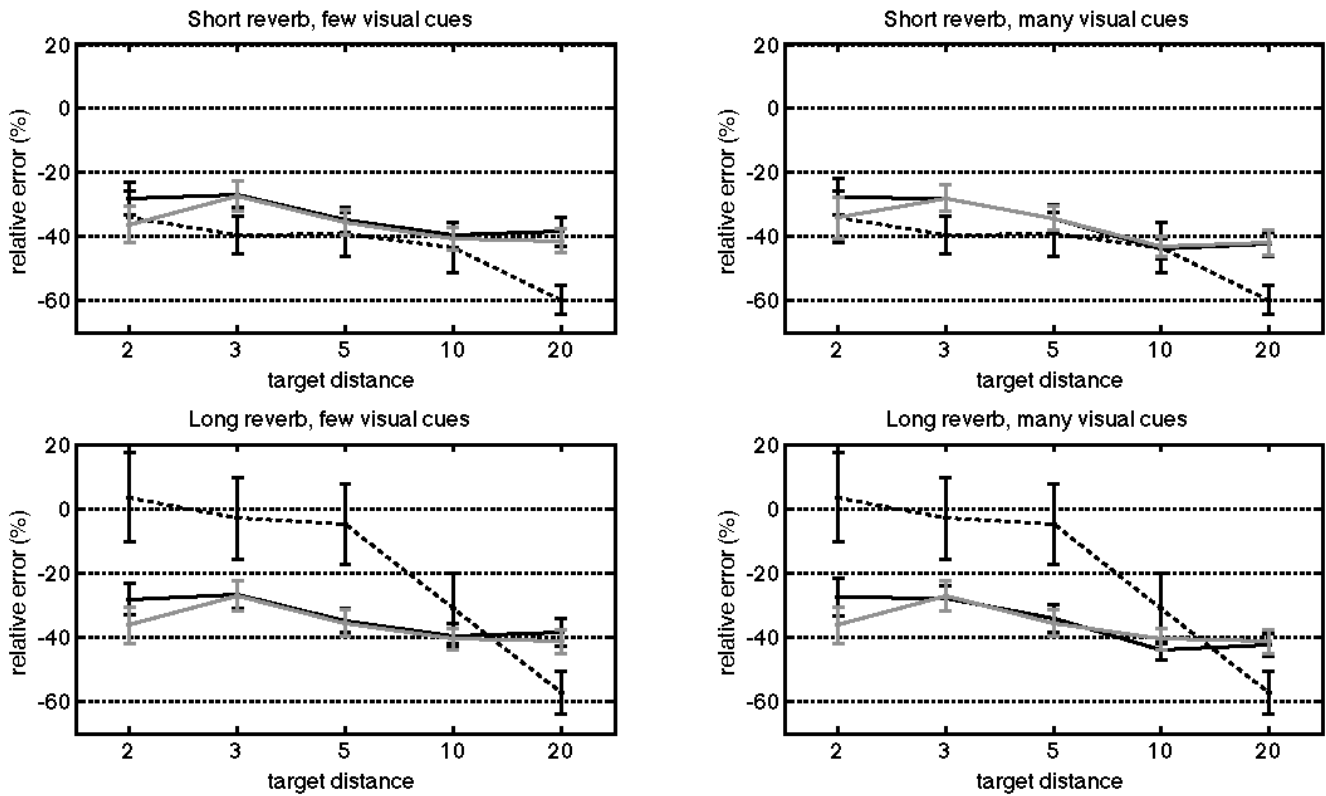 Short reverb, few visual cues
20
0
-20
-40
-60
relative error (%)
2 3 5 10 20
target distance
Short reverb, many visual cues
20
0
-20
-40
-60
relative error (%)
2 3 5 10 20
target distance
Long reverb, few visual cues
20
0
-20
-40
-60
relative error (%)
2 3 5 10 20
target distance
Long reverb, many visual cues
20
0
-20
-40
-60
relative error (%)
2 3 5 10 20
target distance